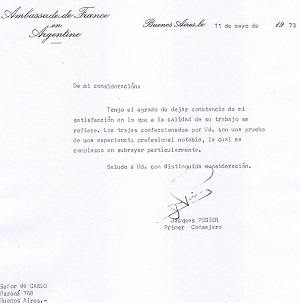 Ambassade de France
en
Argentine
Buenos Aires, le 11 de mayo de 1973
De mi consideración:
Tengo el agrado de dejar constancia de mi
satisfacción en lo que a la calidad de su trabajo se
refiere. Los trajes confeccionados por Ud. son una prueba
de una experiencia profesional notable, la cual me
complazco en subrayar particularmente.
Saludo a Ud. con distinguida consideración.
Jacques POSIER
Primer Consejero
Señor de CARLO
Paraná 768
Buenos Aires.-